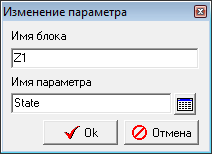 Изменение параметра
Имя блока
Z1
Имя параметра
State
Ok
Отмена